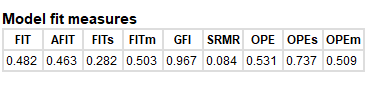 Model fit measures
FIT AFIT FITs FITm GFI SRMR OPE OPEs OPEm
0.482 0.463 0.282 0.503 0.967 0.084 0.531 0.737 0.509